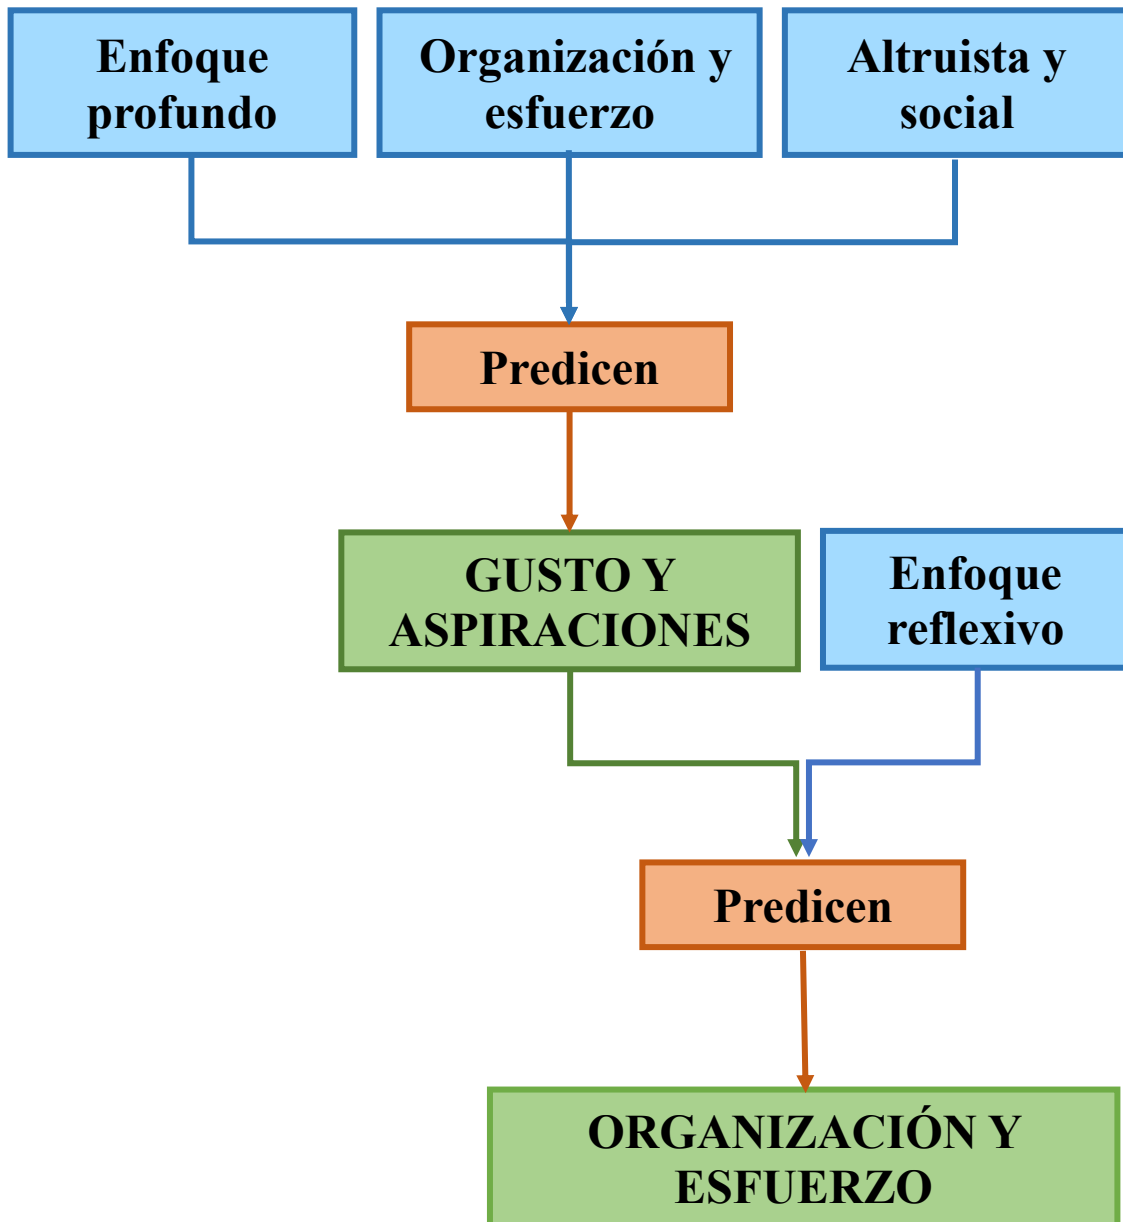 Enfoque
profundo
Organización y
esfuerzo
Altruista y
social
Predicen
GUSTO Y
ASPIRACIONES
Enfoque
reflexivo
Predicen
ORGANIZACIÓN Y
ESFUERZO